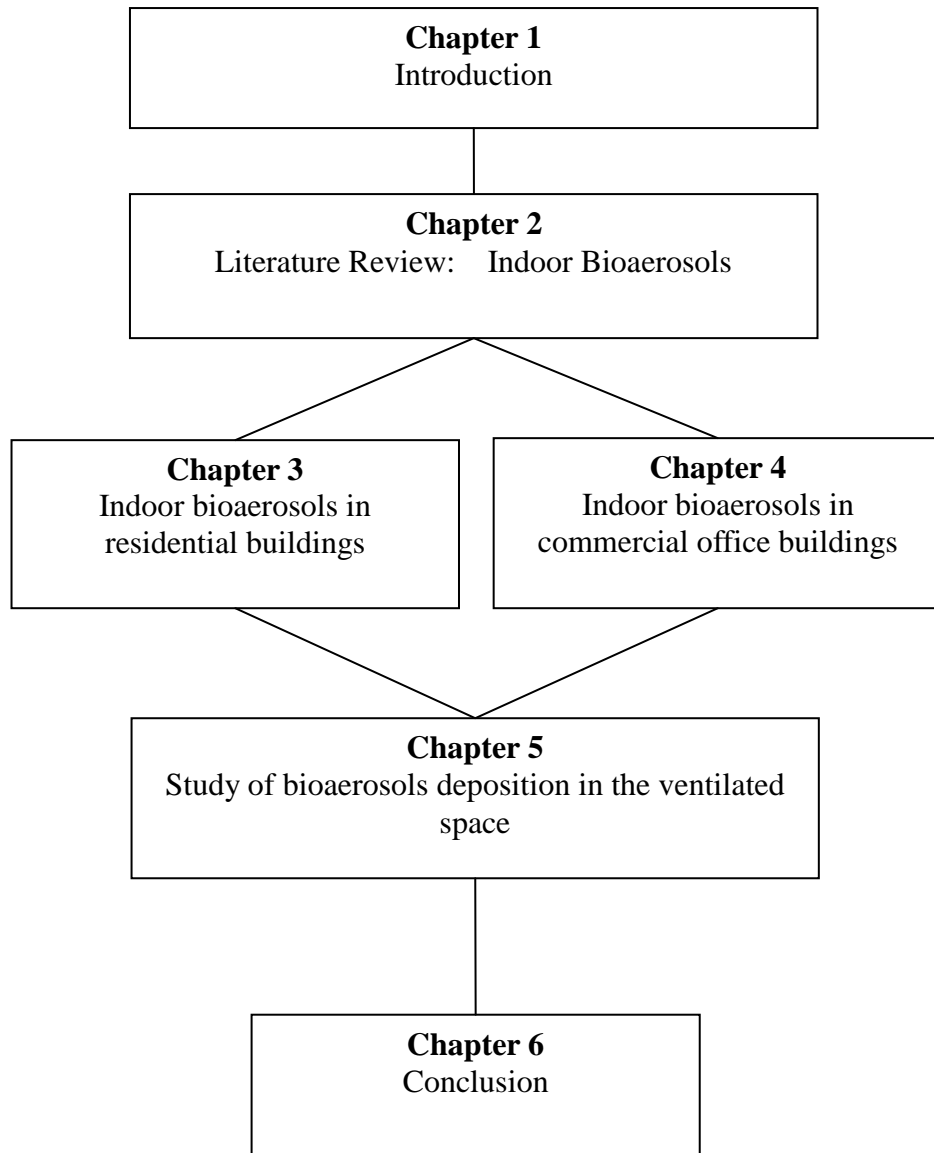 Chapter 1
Introduction
Chapter 2
Literature Review: Indoor Bioaerosols
Chapter 3
Indoor bioaerosols in
residential buildings
Chapter 4
Indoor bioaerosols in
commercial office buildings
Chapter 5
Study of bioaerosols deposition in the ventilated
space
Chapter 6
Conclusion